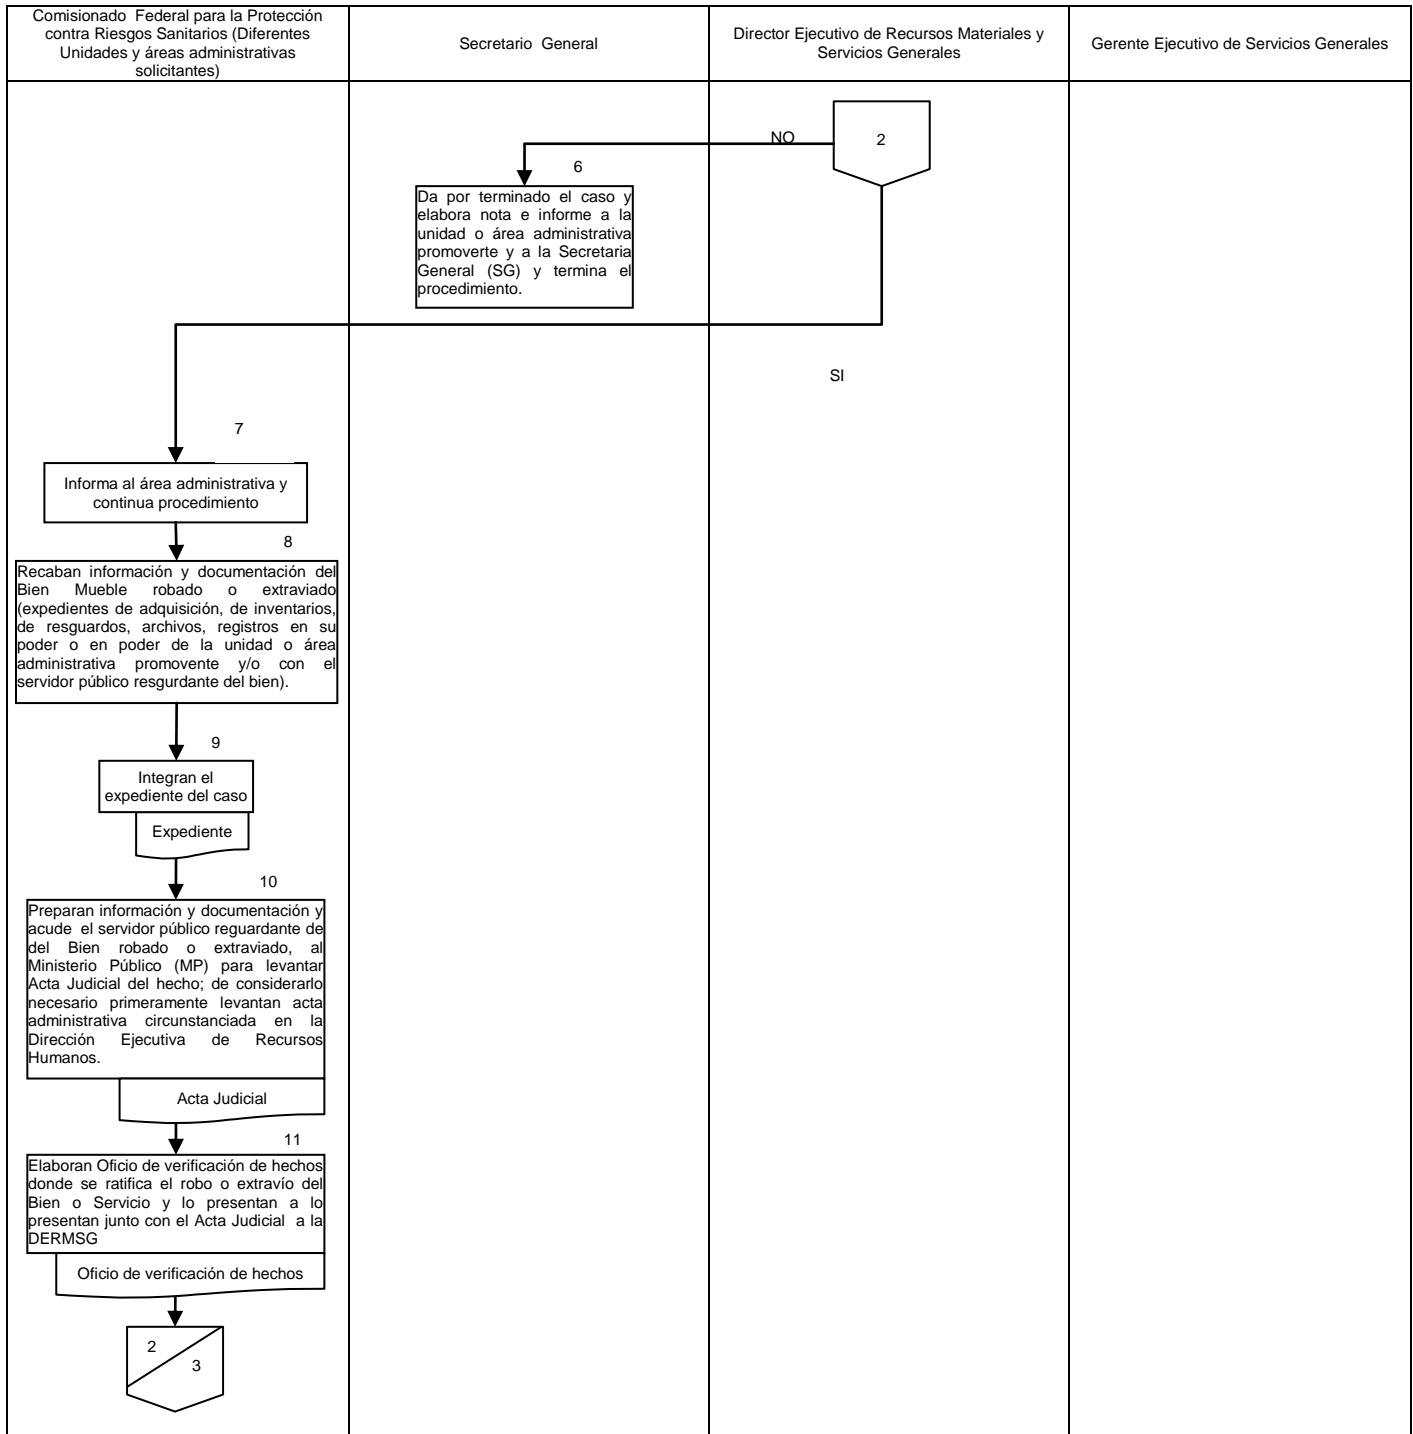 Comisionado Federal para la Protección
contra Riesgos Sanitarios (Diferentes
Unidades y áreas administrativas
solicitantes)
Secretario General
Director Ejecutivo de Recursos Materiales y
Servicios Generales
Gerente Ejecutivo de Servicios Generales
NO
2
6
Da por terminado el caso y
elabora nota e informe a la
unidad o área administrativa
promoverte y a la Secretaria
General (SG) y termina el
procedimiento.
SI
7
Informa al área administrativa y
continua procedimiento
8
Recaban información y documentación del
Bien Mueble robado o extraviado
(expedientes de adquisición, de inventarios,
de resguardos, archivos, registros en su
poder o en poder de la unidad o área
administrativa promovente y/o con el
servidor público resgurdante del bien).
9
Integran el
expediente del caso
Expediente
10
Preparan información y documentación y
acude el servidor público reguardante de
del Bien robado o extraviado, al
Ministerio Público (MP) para levantar
Acta Judicial del hecho; de considerarlo
necesario primeramente levantan acta
administrativa circunstanciada en la
Dirección Ejecutiva de Recursos
Humanos.
Acta Judicial
11
Elaboran Oficio de verificación de hechos
donde se ratifica el robo o extravío del
Bien o Servicio y lo presentan a lo
presentan junto con el Acta Judicial a la
DERMSG
Oficio de verificación de hechos
2
3